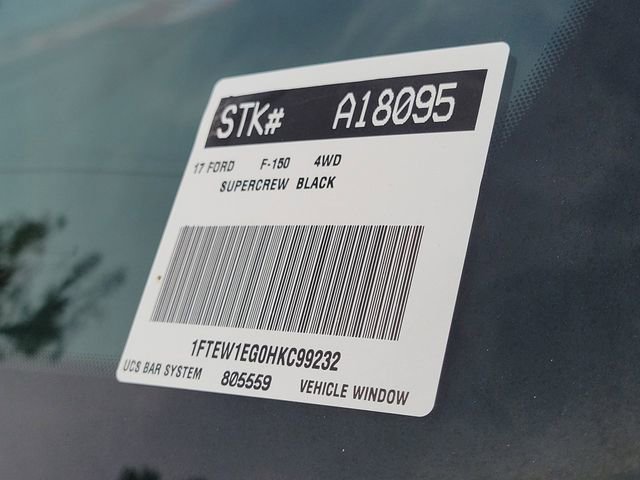 STK# A18095
17 FORD F-150 4WD
SUPERCREW BLACK
1FTEW1EG0HKC99232
UCS BAR SYSTEM 805559 VEHICLE WINDOW